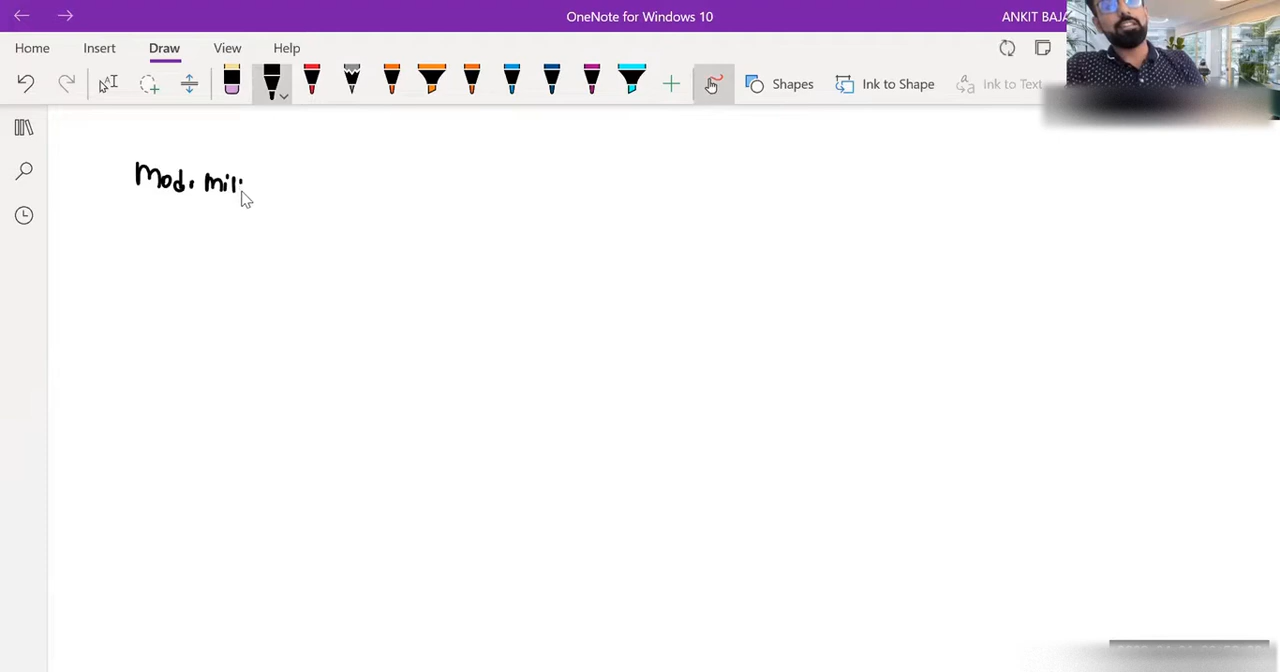 OneNote for Windows 10
ANKIT BAJA
Home Insert Draw View Help
Shapes Ink to Shape Ink to Text
Mod. mil